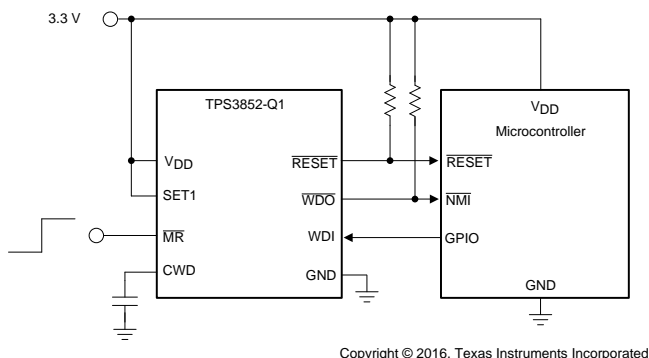 3.3 V
TPS3852-Q1
VDD
SET1
MR
CWD
RESET
WDO
WDI
GND
VDD
Microcontroller
RESET
NMI
GPIO
GND
Copyright © 2016, Texas Instruments Incorporated